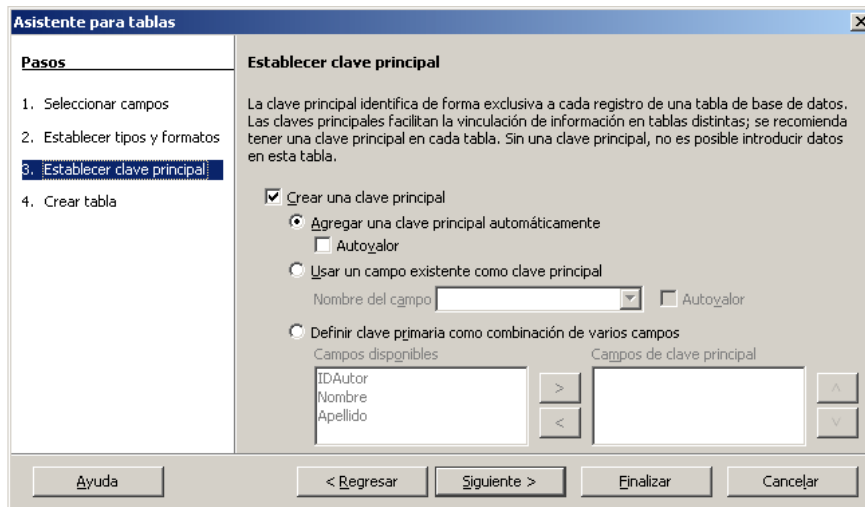 Asistente para tablas
Pasos
1. Seleccionar campos
2. Establecer tipos y formatos
3. Establecer clave principal
4. Crear tabla
Establecer clave principal
La clave principal identifica de forma exclusiva a cada registro de una tabla de base de datos.
Las claves principales facilitan la vinculación de información en tablas distintas; se recomienda
tener una clave principal en cada tabla. Sin una clave principal, no es posible introducir datos
en esta tabla.
Crear una clave principal
Agregar una clave principal automáticamente
Autovalor
Usar un campo existente como clave principal
Nombre del campo
Autovalor
Definir clave primaria como combinación de varios campos
Campos disponibles
Campos de clave principal
IDAutor
Nombre
Apellido
>
<
^
v
Ayuda
< Regresar
Siguiente >
Finalizar
Cancelar